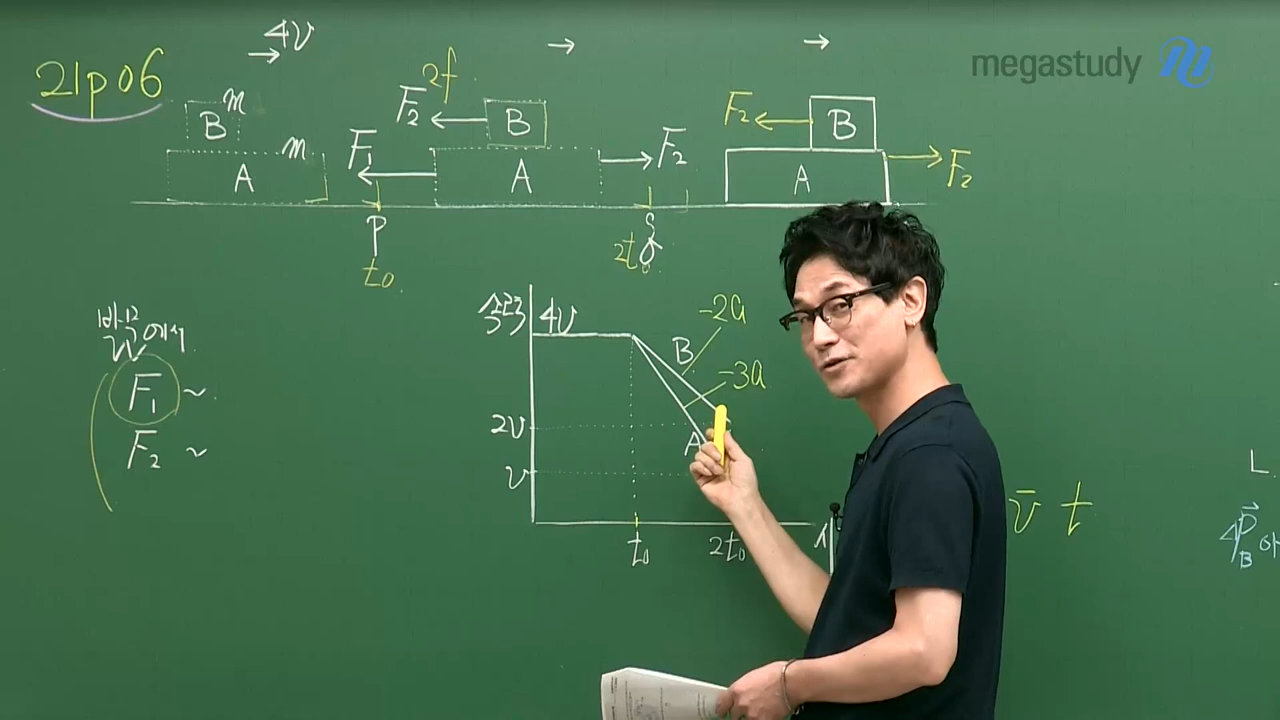 21p06
→ 4v
→
→
megastudy
B m
A m
F₂ 2f
B
F₁
A
F₂
F₂
B
A
F₂
P
t₀
Q
2t₀
바닥에서
F₁ ~
F₂ ~
속력
4v
2v
v
B
-2a
-3a
A
t₀
2t₀
v̄ t
L